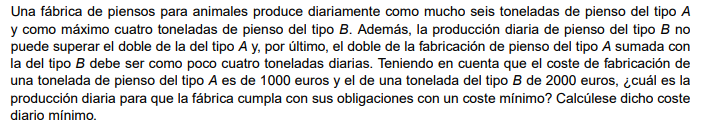 Una fábrica de piensos para animales produce diariamente como mucho seis toneladas de pienso del tipo A
y como máximo cuatro toneladas de pienso del tipo B. Además, la producción diaria de pienso del tipo B no
puede superar el doble de la del tipo A y, por último, el doble de la fabricación de pienso del tipo A sumada con
la del tipo B debe ser como poco cuatro toneladas diarias. Teniendo en cuenta que el coste de fabricación de
una tonelada de pienso del tipo A es de 1000 euros y el de una tonelada del tipo B de 2000 euros, ¿cuál es la
producción diaria para que la fábrica cumpla con sus obligaciones con un coste mínimo? Calcúlese dicho coste
diario mínimo.